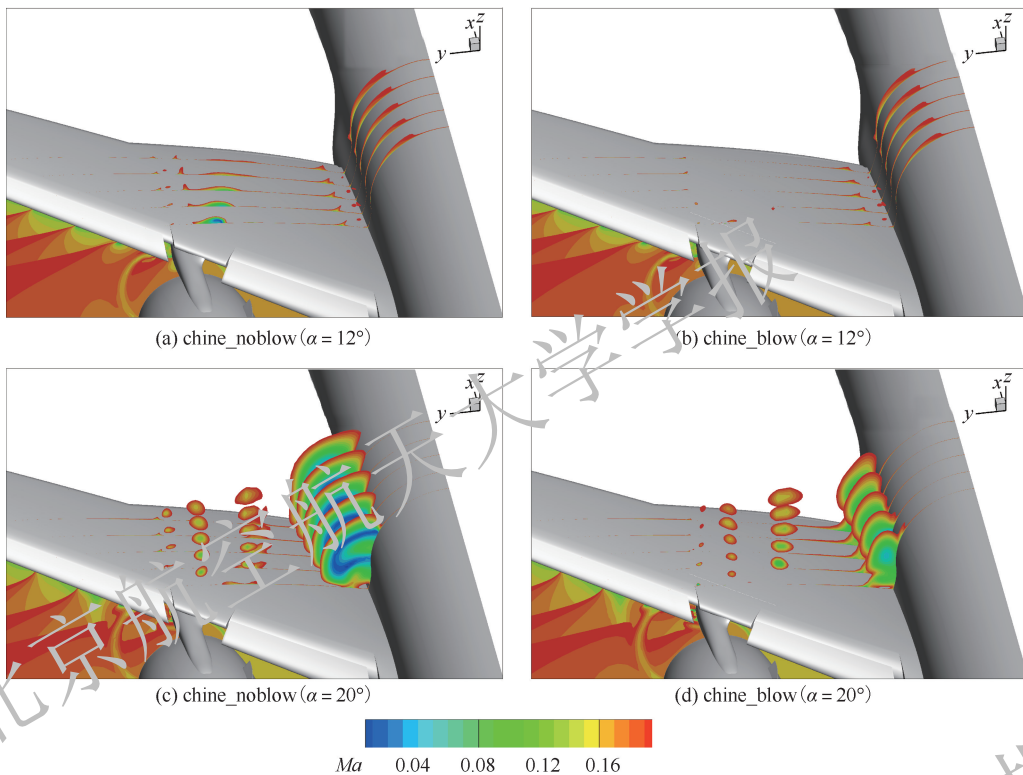 x z
y
x z
y
(a) chine_noblow(α = 12°)
(b) chine_blow(α = 12°)
x z
y
x z
y
(c) chine_noblow(α = 20°)
(d) chine_blow(α = 20°)
Ma 0.04 0.08 0.12 0.16
北京航空航天大学学报